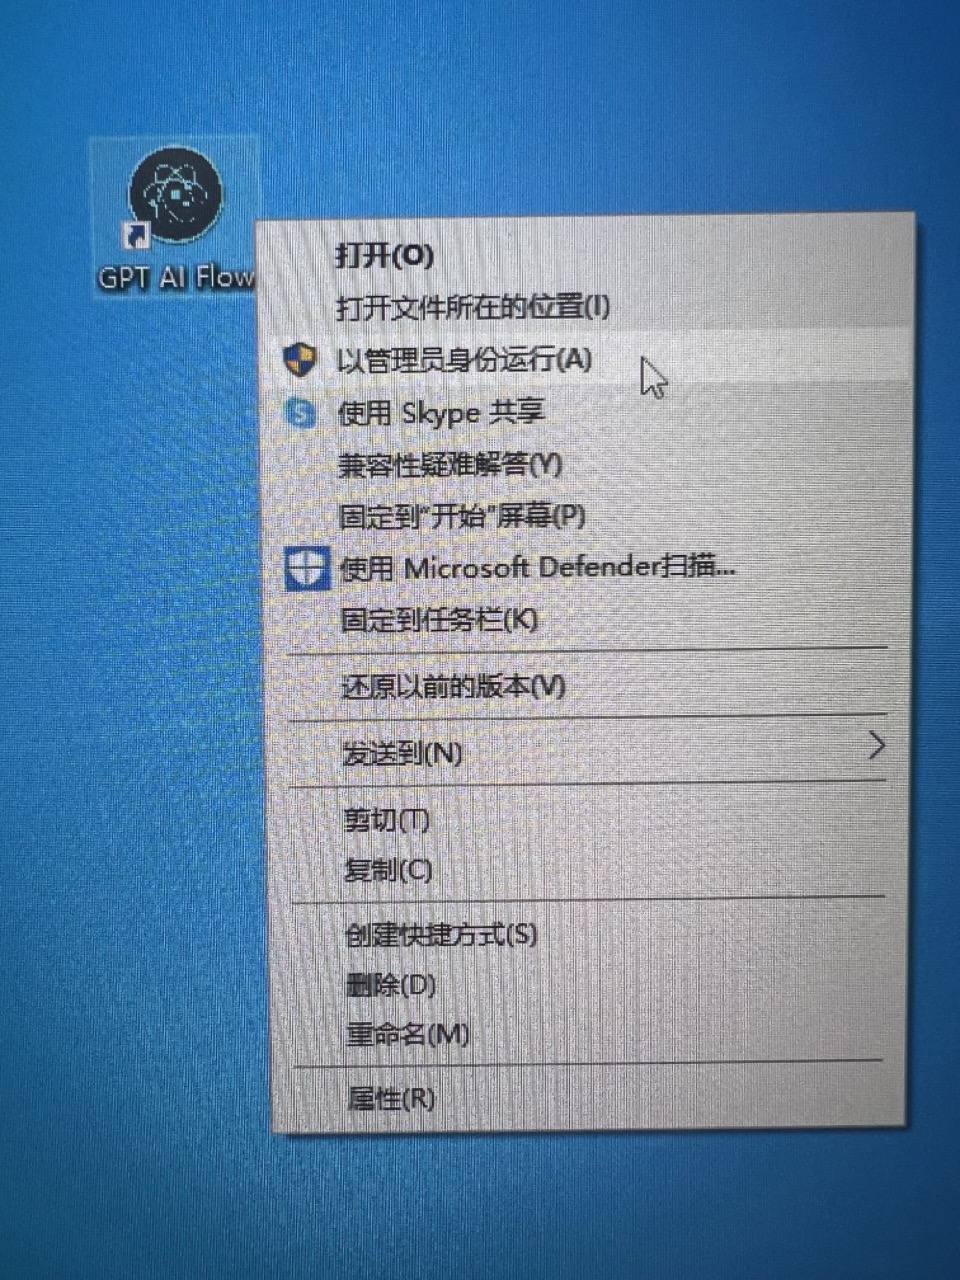 GPT AI Flow
打开(O)
打开文件所在的位置(I)
以管理员身份运行(A)
使用 Skype 共享
兼容性疑难解答(Y)
固定到"开始"屏幕(P)
使用 Microsoft Defender扫描...
固定到任务栏(K)
还原以前的版本(V)
发送到(N)
剪切(T)
复制(C)
创建快捷方式(S)
删除(D)
重命名(M)
属性(R)